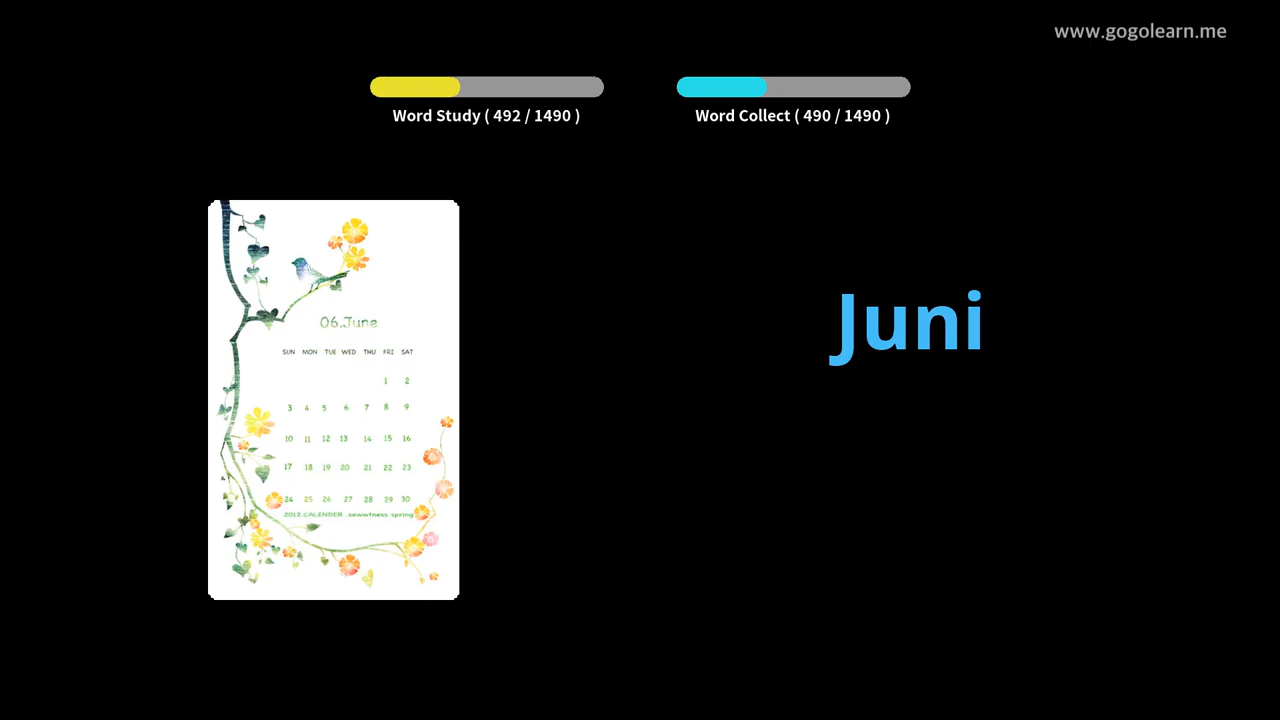 www.gogolearn.me
Word Study ( 492 / 1490 )
Word Collect ( 490 / 1490 )
06.June
SUN MON TUE WED THU FRI SAT
1 2
3 4 5 6 7 8 9
10 11 12 13 14 15 16
17 18 19 20 21 22 23
24 25 26 27 28 29 30
2012.CALENDER .sewwtness spring
Juni